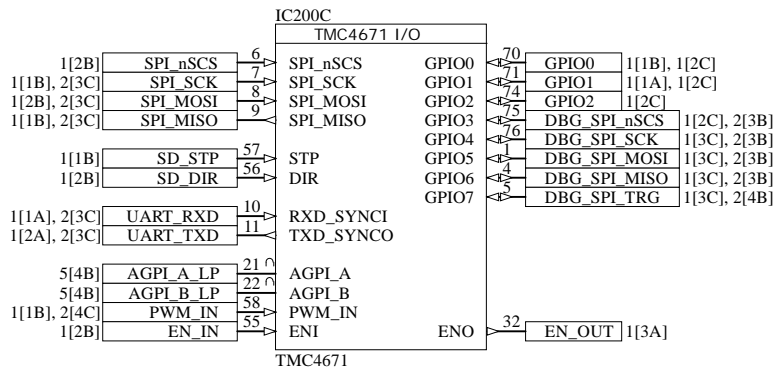 IC200C
TMC4671 I/O
1[2B] SPI_nSCS 6 SPI_nSCS GPIO0 70 GPIO0 1[1B], 1[2C]
1[1B], 2[3C] SPI_SCK 7 SPI_SCK GPIO1 71 GPIO1 1[1A], 1[2C]
1[2B], 2[3C] SPI_MOSI 8 SPI_MOSI GPIO2 74 GPIO2 1[2C]
1[1B], 2[3C] SPI_MISO 9 SPI_MISO GPIO3 75 DBG_SPI_nSCS 1[2C], 2[3B]
GPIO4 76 DBG_SPI_SCK 1[3C], 2[3B]
1[1B] SD_STP 57 STP GPIO5 1 DBG_SPI_MOSI 1[3C], 2[3B]
1[2B] SD_DIR 56 DIR GPIO6 4 DBG_SPI_MISO 1[3C], 2[3B]
GPIO7 5 DBG_SPI_TRG 1[3C], 2[4B]
1[1A], 2[3C] UART_RXD 10 RXD_SYNCI
1[2A], 2[3C] UART_TXD 11 TXD_SYNCO
5[4B] AGPI_A_LP 21 AGPI_A
5[4B] AGPI_B_LP 22 AGPI_B
1[1B], 2[4C] PWM_IN 58 PWM_IN
1[2B] EN_IN 55 ENI ENO 32 EN_OUT 1[3A]
TMC4671